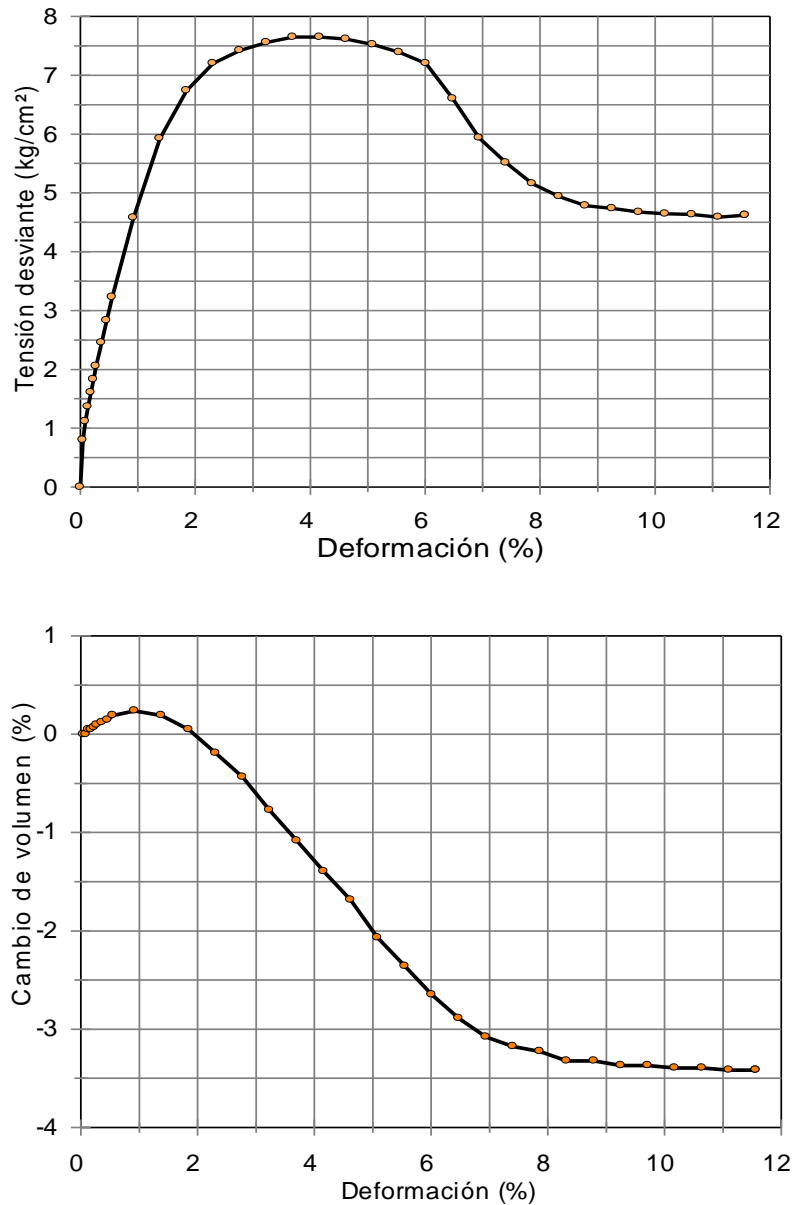 8
7
6
5
4
3
2
1
0
Tensión desviante (kg/cm²)
0 2 4 6 8 10 12
Deformación (%)
1
0
-1
-2
-3
-4
Cambio de volumen (%)
0 2 4 6 8 10 12
Deformación (%)